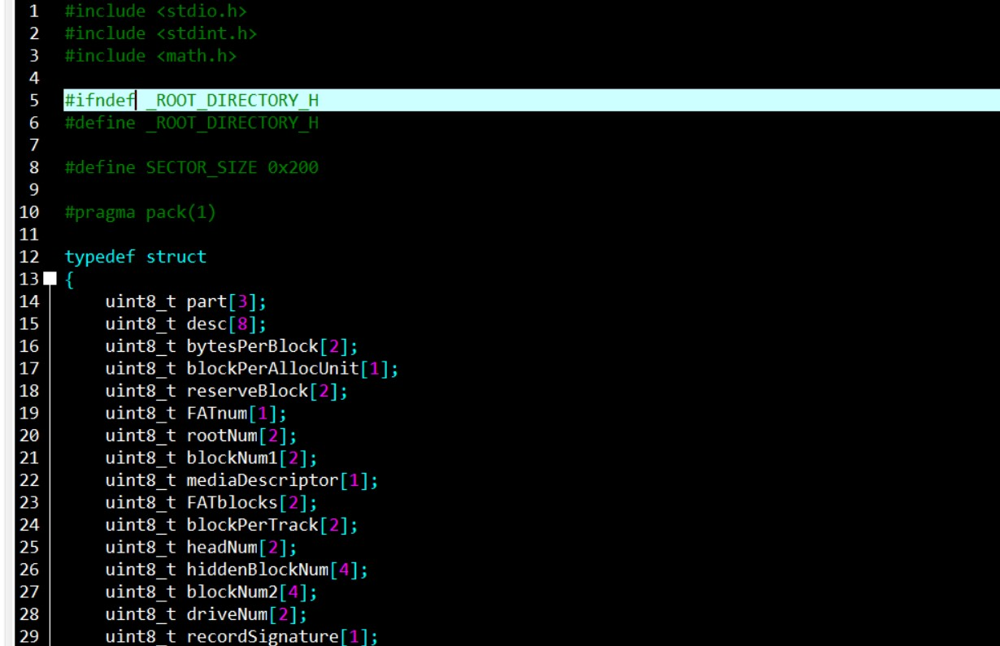 1 #include <stdio.h>
2 #include <stdint.h>
3 #include <math.h>
4
5 #ifndef _ROOT_DIRECTORY_H
6 #define _ROOT_DIRECTORY_H
7
8 #define SECTOR_SIZE 0x200
9
10 #pragma pack(1)
11
12 typedef struct
13 {
14 uint8_t part[3];
15 uint8_t desc[8];
16 uint8_t bytesPerBlock[2];
17 uint8_t blockPerAllocUnit[1];
18 uint8_t reserveBlock[2];
19 uint8_t FATnum[1];
20 uint8_t rootNum[2];
21 uint8_t blockNum1[2];
22 uint8_t mediaDescriptor[1];
23 uint8_t FATblocks[2];
24 uint8_t blockPerTrack[2];
25 uint8_t headNum[2];
26 uint8_t hiddenBlockNum[4];
27 uint8_t blockNum2[4];
28 uint8_t driveNum[2];
29 uint8_t recordSignature[1];